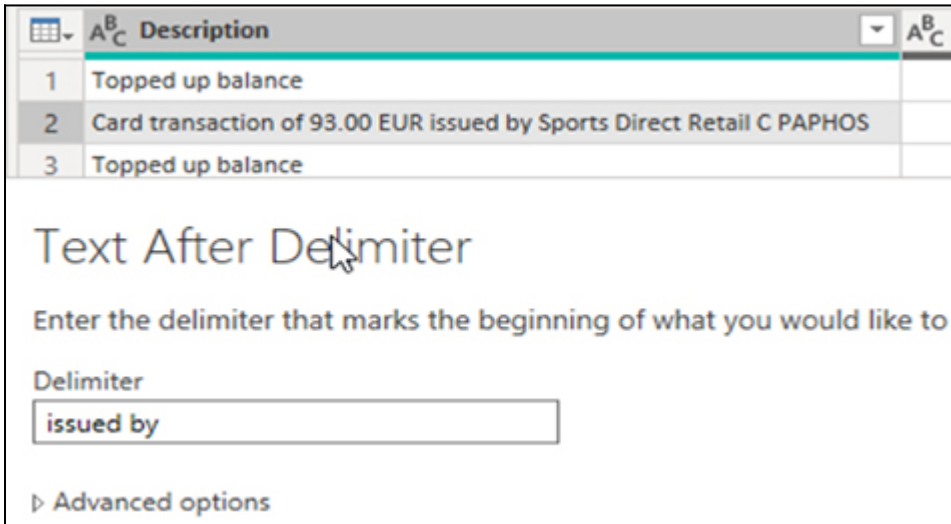 ABC Description ABC
1 Topped up balance
2 Card transaction of 93.00 EUR issued by Sports Direct Retail C PAPHOS
3 Topped up balance
Text After Delimiter
Enter the delimiter that marks the beginning of what you would like to
Delimiter
issued by
Advanced options